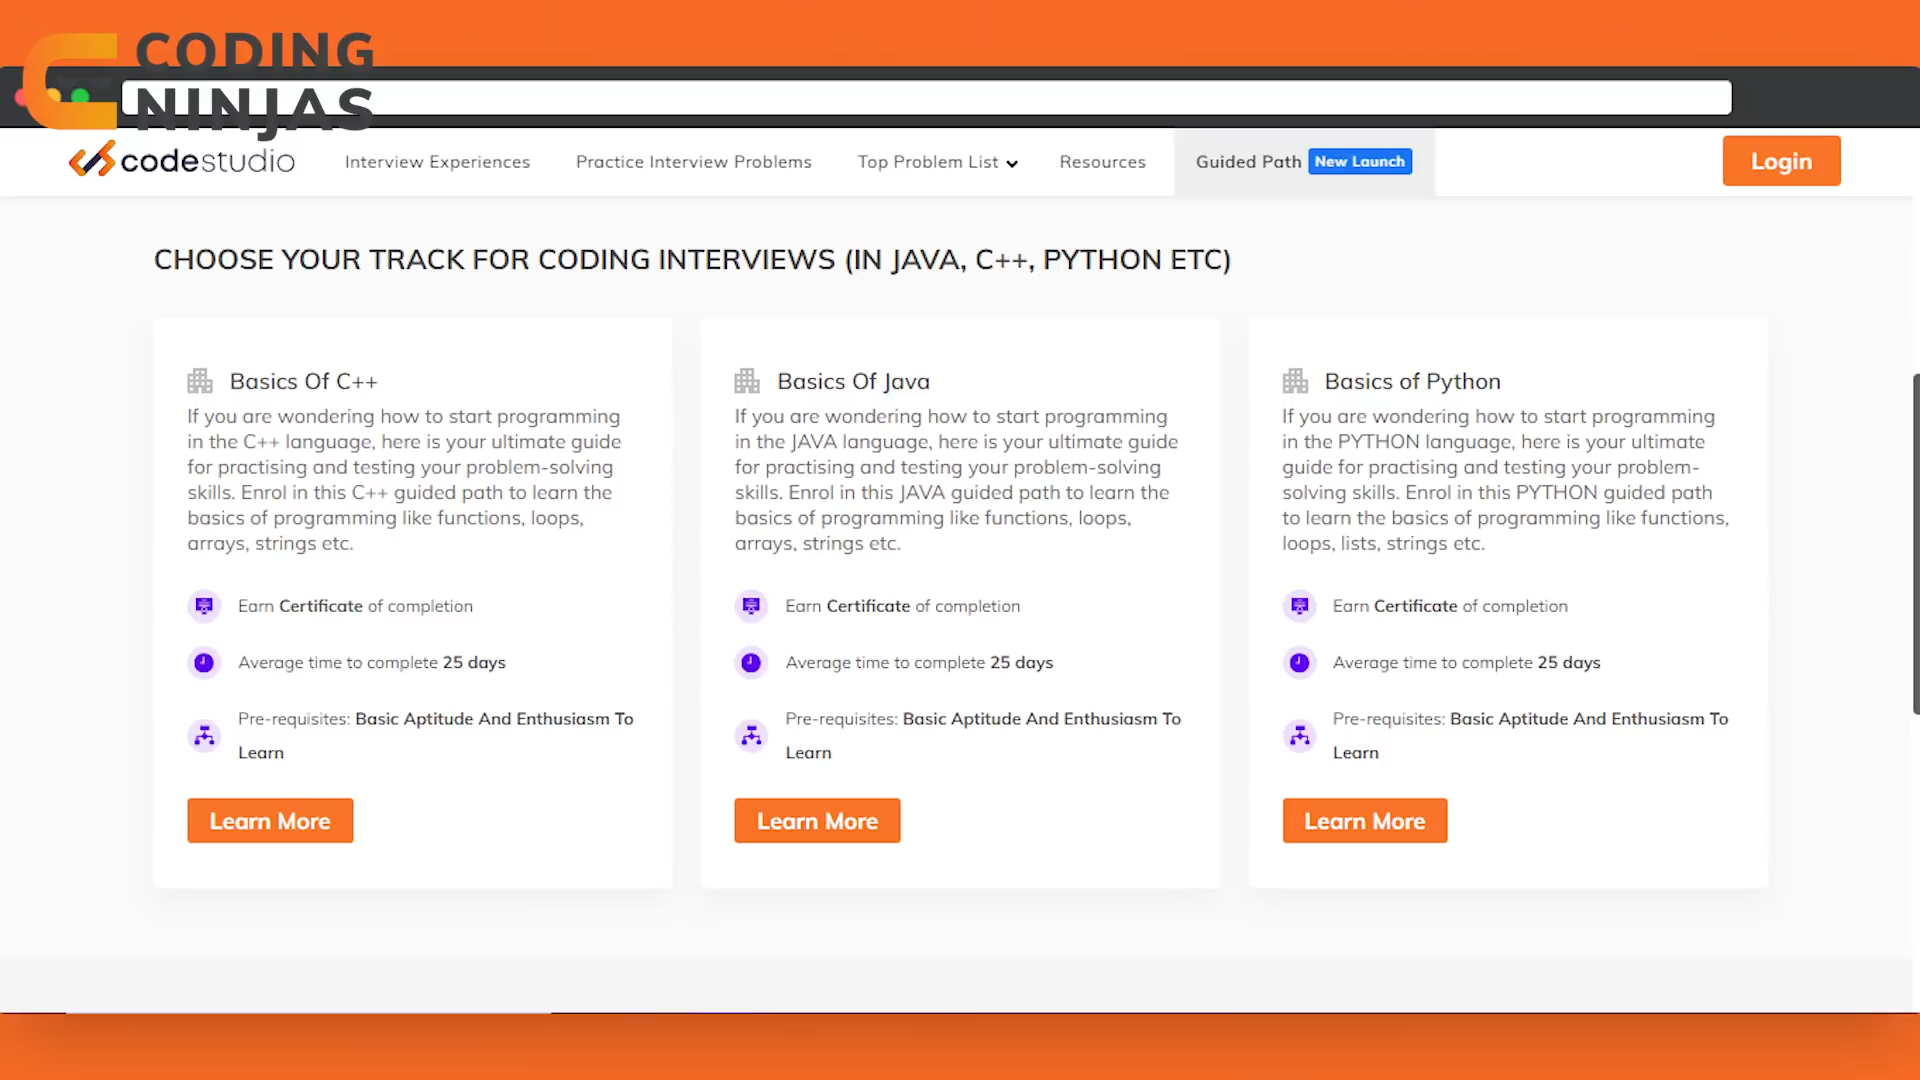 CODING
NINJAS
codestudio
Interview Experiences
Practice Interview Problems
Top Problem List
Resources
Guided Path
New Launch
Login
CHOOSE YOUR TRACK FOR CODING INTERVIEWS (IN JAVA, C++, PYTHON ETC)
Basics Of C++
If you are wondering how to start programming
in the C++ language, here is your ultimate guide
for practising and testing your problem-solving
skills. Enrol in this C++ guided path to learn the
basics of programming like functions, loops,
arrays, strings etc.
Earn Certificate of completion
Average time to complete 25 days
Pre-requisites: Basic Aptitude And Enthusiasm To
Learn
Learn More
Basics Of Java
If you are wondering how to start programming
in the JAVA language, here is your ultimate guide
for practising and testing your problem-solving
skills. Enrol in this JAVA guided path to learn the
basics of programming like functions, loops,
arrays, strings etc.
Earn Certificate of completion
Average time to complete 25 days
Pre-requisites: Basic Aptitude And Enthusiasm To
Learn
Learn More
Basics of Python
If you are wondering how to start programming
in the PYTHON language, here is your ultimate
guide for practising and testing your problem-
solving skills. Enrol in this PYTHON guided path
to learn the basics of programming like functions,
loops, lists, strings etc.
Earn Certificate of completion
Average time to complete 25 days
Pre-requisites: Basic Aptitude And Enthusiasm To
Learn
Learn More